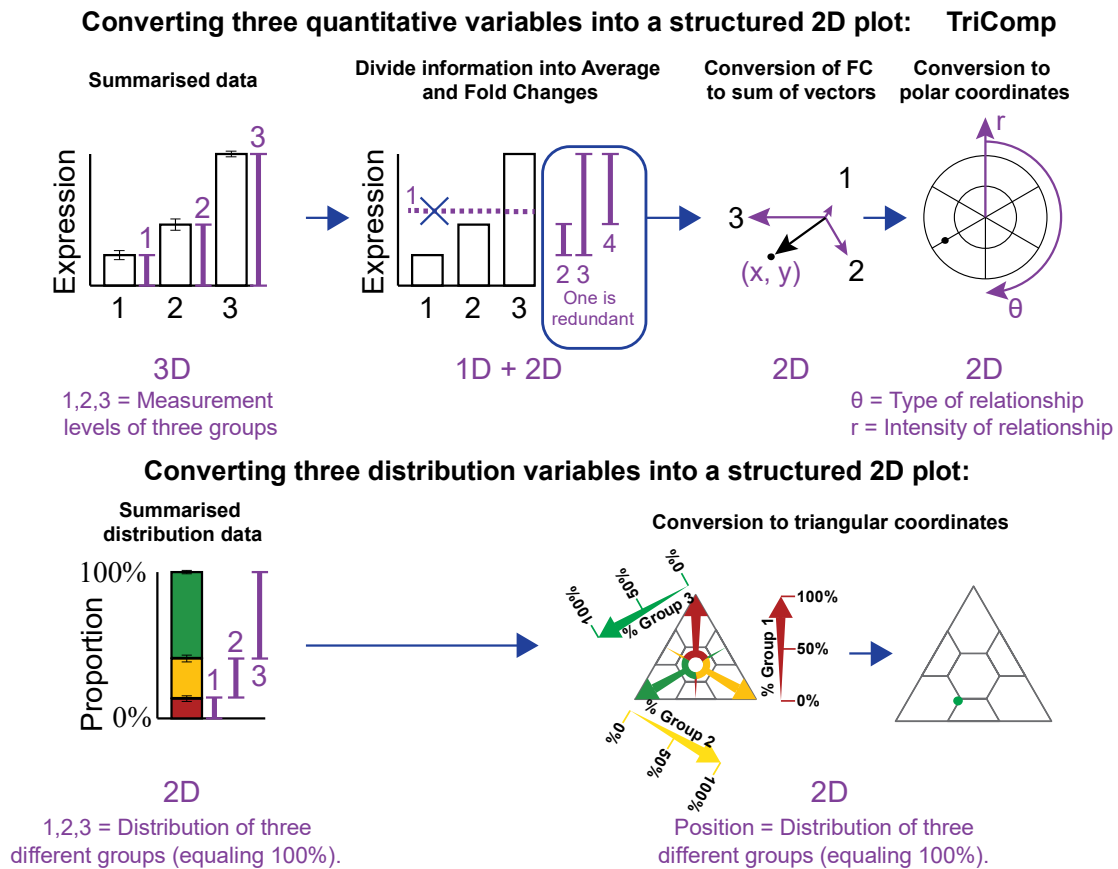 Converting three quantitative variables into a structured 2D plot: TriComp
Summarised data
Divide information into Average
and Fold Changes
Conversion of FC
to sum of vectors
Conversion to
polar coordinates
Expression
1
2
3
1 2 3
Expression
1
2 3
4
One is
redundant
1 2 3
1
3
2
(x, y)
r
θ
3D
1D + 2D
2D
2D
1,2,3 = Measurement
levels of three groups
θ = Type of relationship
r = Intensity of relationship
Converting three distribution variables into a structured 2D plot:
Summarised
distribution data
Conversion to triangular coordinates
100%
Proportion
0%
1
2
3
0%
50%
100%
% Group 3
% Group 1
100%
50%
0%
% Group 2
0%
50%
100%
2D
2D
1,2,3 = Distribution of three
different groups (equaling 100%).
Position = Distribution of three
different groups (equaling 100%).